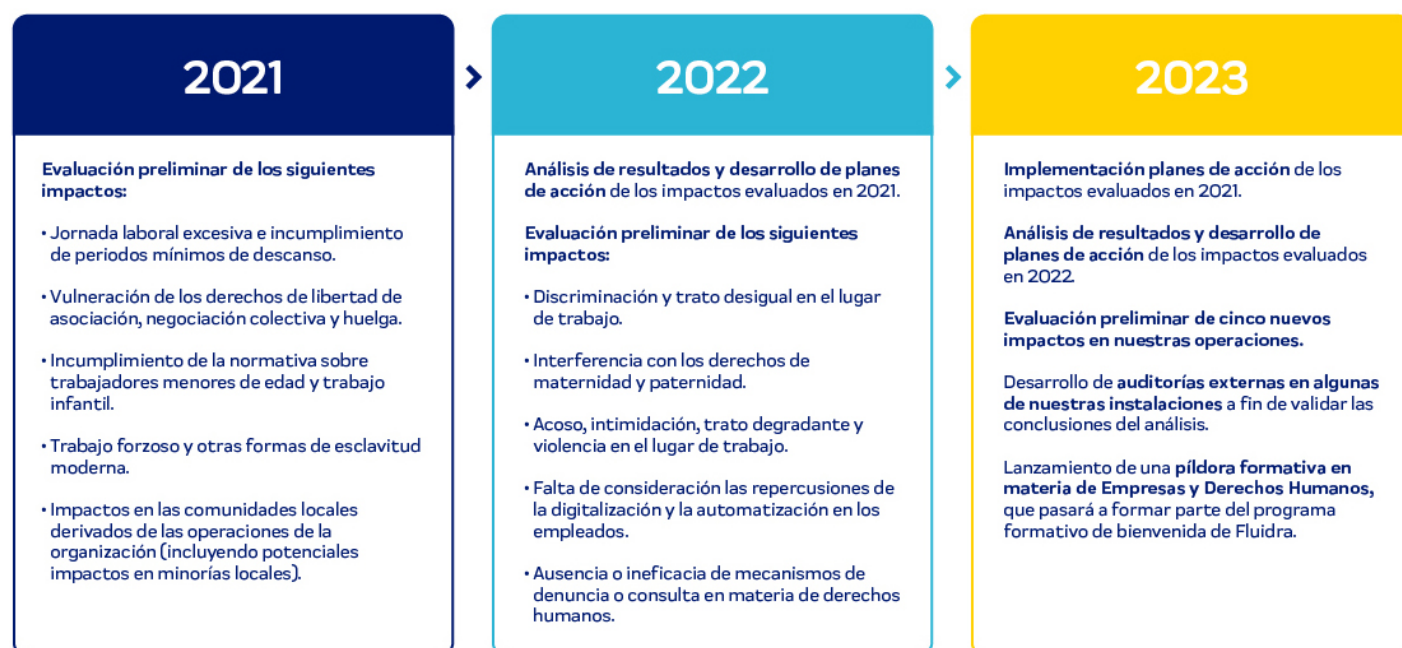 2021
Evaluación preliminar de los siguientes
impactos:
• Jornada laboral excesiva e incumplimiento
de periodos mínimos de descanso.
• Vulneración de los derechos de libertad de
asociación, negociación colectiva y huelga.
• Incumplimiento de la normativa sobre
trabajadores menores de edad y trabajo
infantil.
• Trabajo forzoso y otras formas de esclavitud
moderna.
• Impactos en las comunidades locales
derivados de las operaciones de la
organización (incluyendo potenciales
impactos en minorías locales).
2022
Análisis de resultados y desarrollo de planes
de acción de los impactos evaluados en 2021.
Evaluación preliminar de los siguientes
impactos:
• Discriminación y trato desigual en el lugar
de trabajo.
• Interferencia con los derechos de
maternidad y paternidad.
• Acoso, intimidación, trato degradante y
violencia en el lugar de trabajo.
• Falta de consideración las repercusiones de
la digitalización y la automatización en los
empleados.
• Ausencia o ineficacia de mecanismos de
denuncia o consulta en materia de derechos
humanos.
2023
Implementación planes de acción de los
impactos evaluados en 2021.
Análisis de resultados y desarrollo de
planes de acción de los impactos evaluados
en 2022.
Evaluación preliminar de cinco nuevos
impactos en nuestras operaciones.
Desarrollo de auditorías externas en algunas
de nuestras instalaciones a fin de validar las
conclusiones del análisis.
Lanzamiento de una píldora formativa en
materia de Empresas y Derechos Humanos,
que pasará a formar parte del programa
formativo de bienvenida de Fluidra.